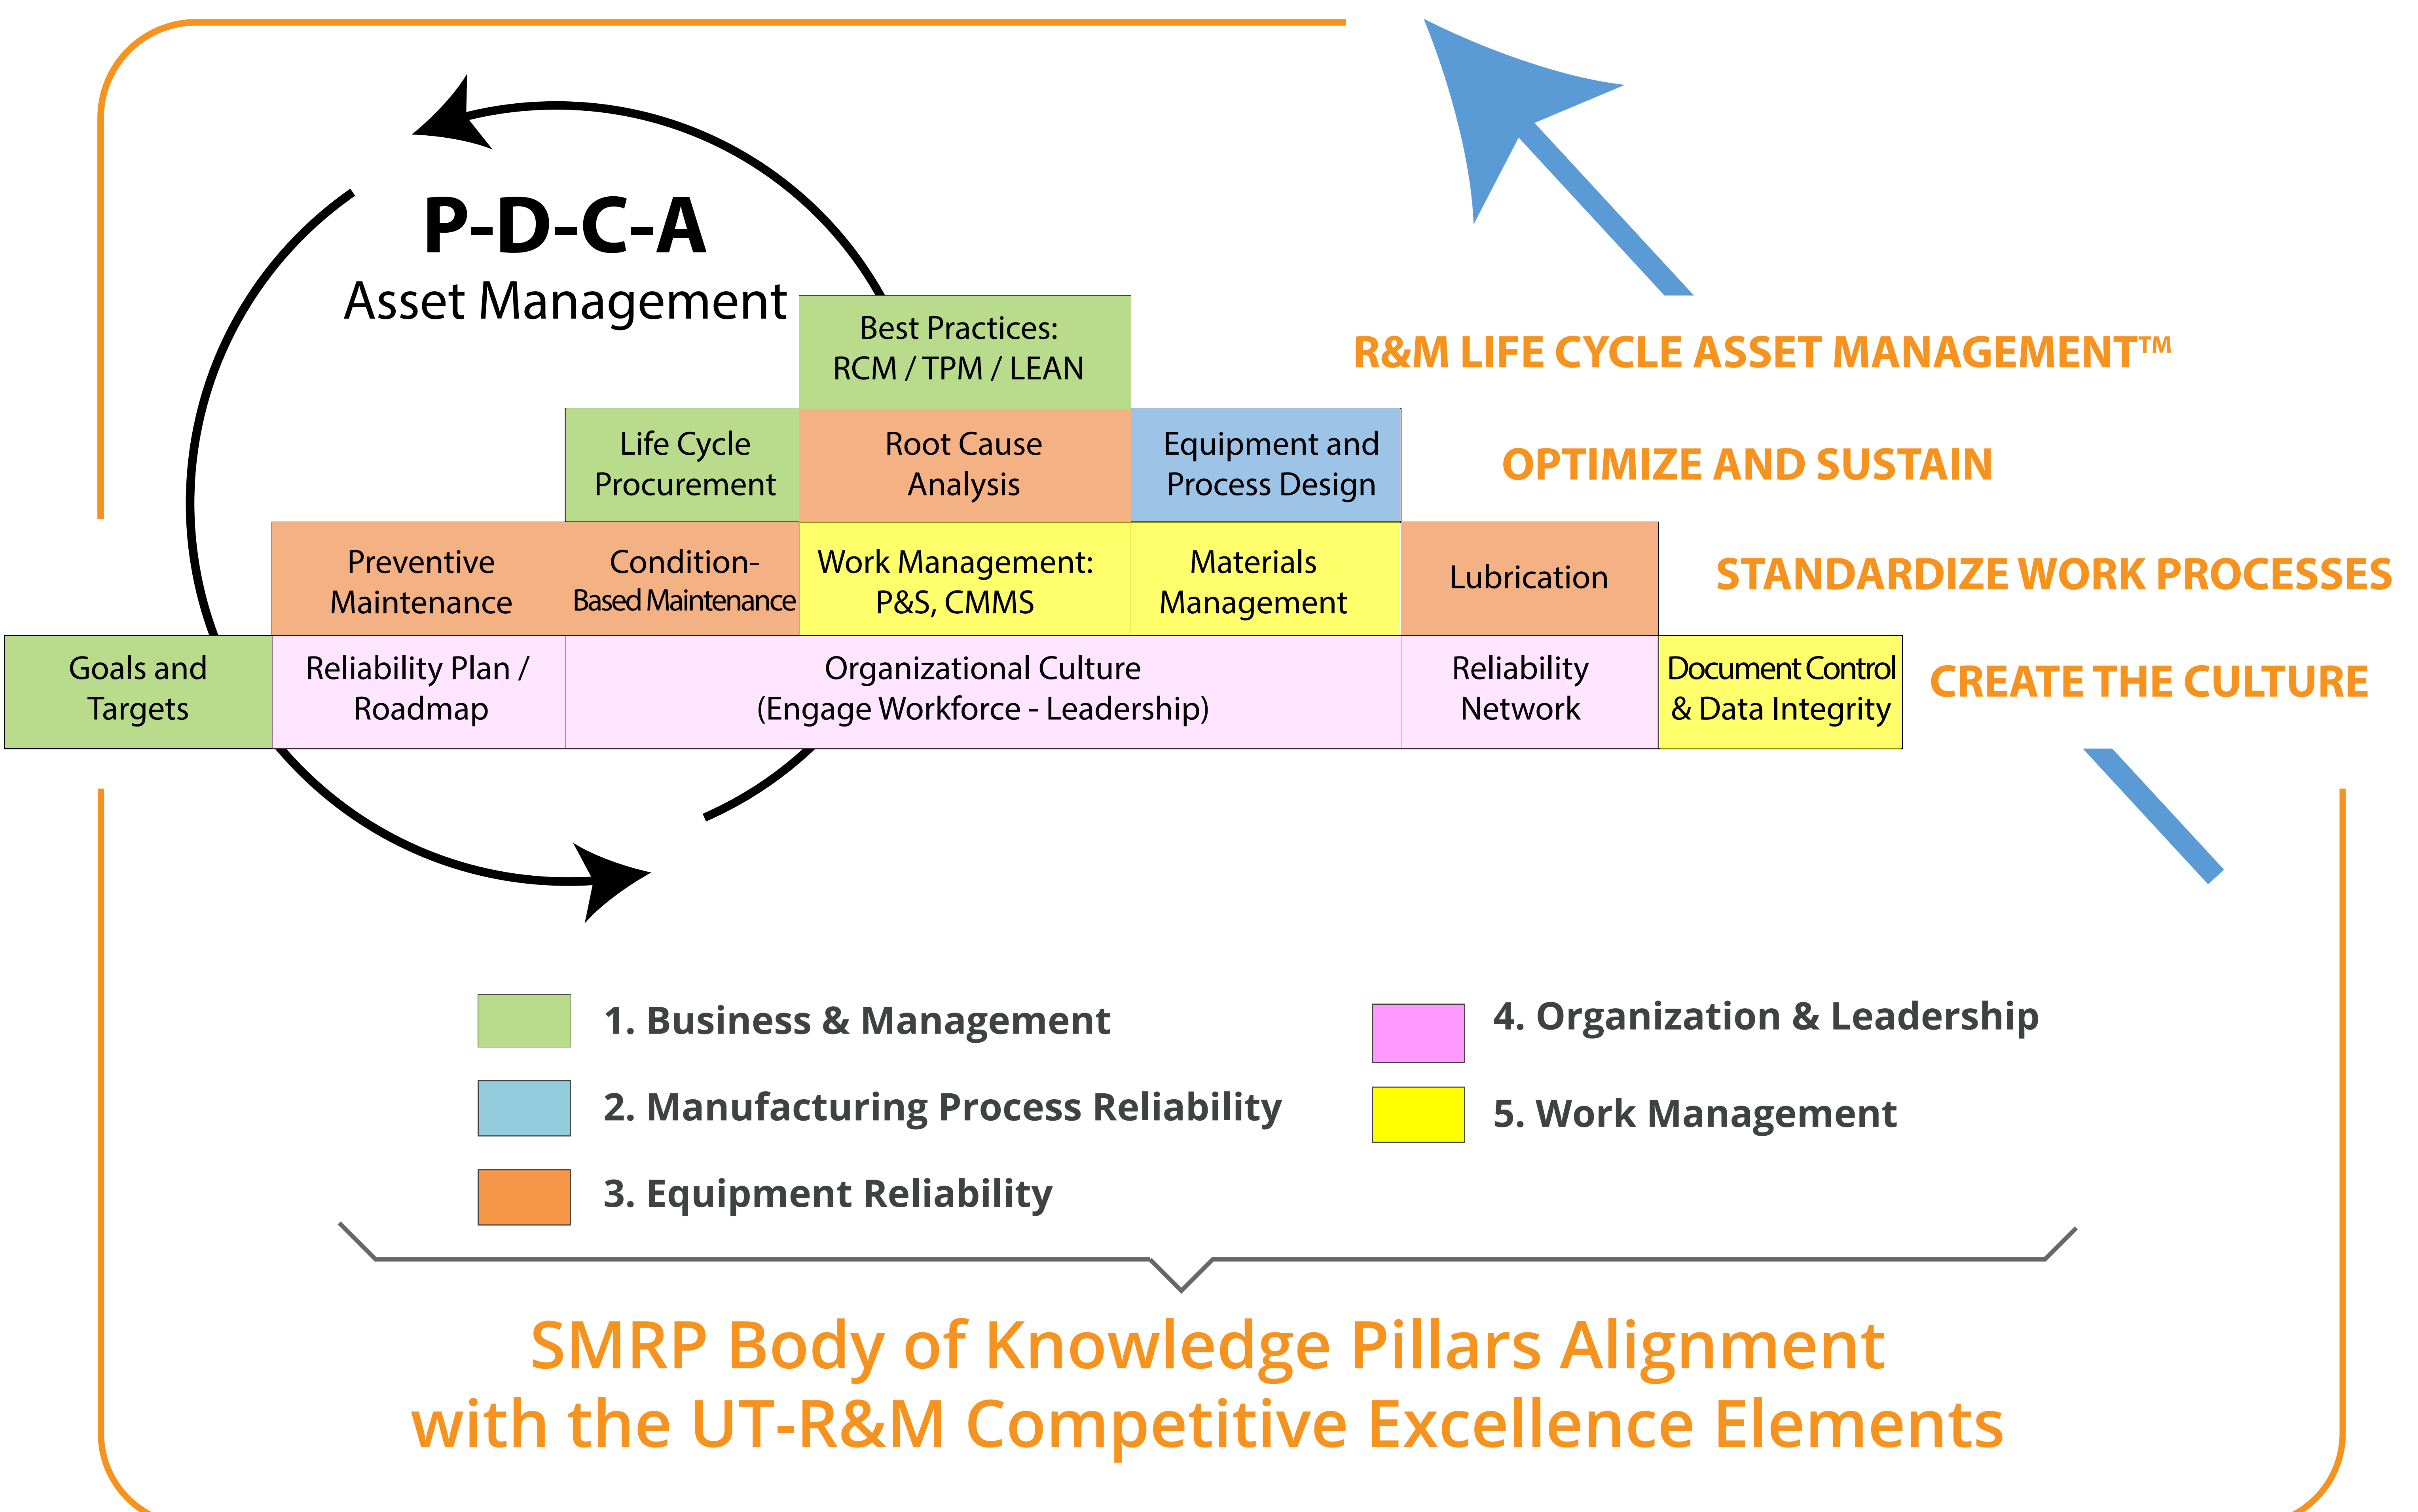 P-D-C-A
Asset Management
Best Practices:
RCM / TPM / LEAN
R&M LIFE CYCLE ASSET MANAGEMENT™
Life Cycle
Procurement
Root Cause
Analysis
Equipment and
Process Design
OPTIMIZE AND SUSTAIN
Preventive
Maintenance
Condition-
Based Maintenance
Work Management:
P&S, CMMS
Materials
Management
Lubrication
STANDARDIZE WORK PROCESSES
Goals and
Targets
Reliability Plan /
Roadmap
Organizational Culture
(Engage Workforce - Leadership)
Reliability
Network
Document Control
& Data Integrity
CREATE THE CULTURE
1. Business & Management
2. Manufacturing Process Reliability
3. Equipment Reliability
4. Organization & Leadership
5. Work Management
SMRP Body of Knowledge Pillars Alignment
with the UT-R&M Competitive Excellence Elements